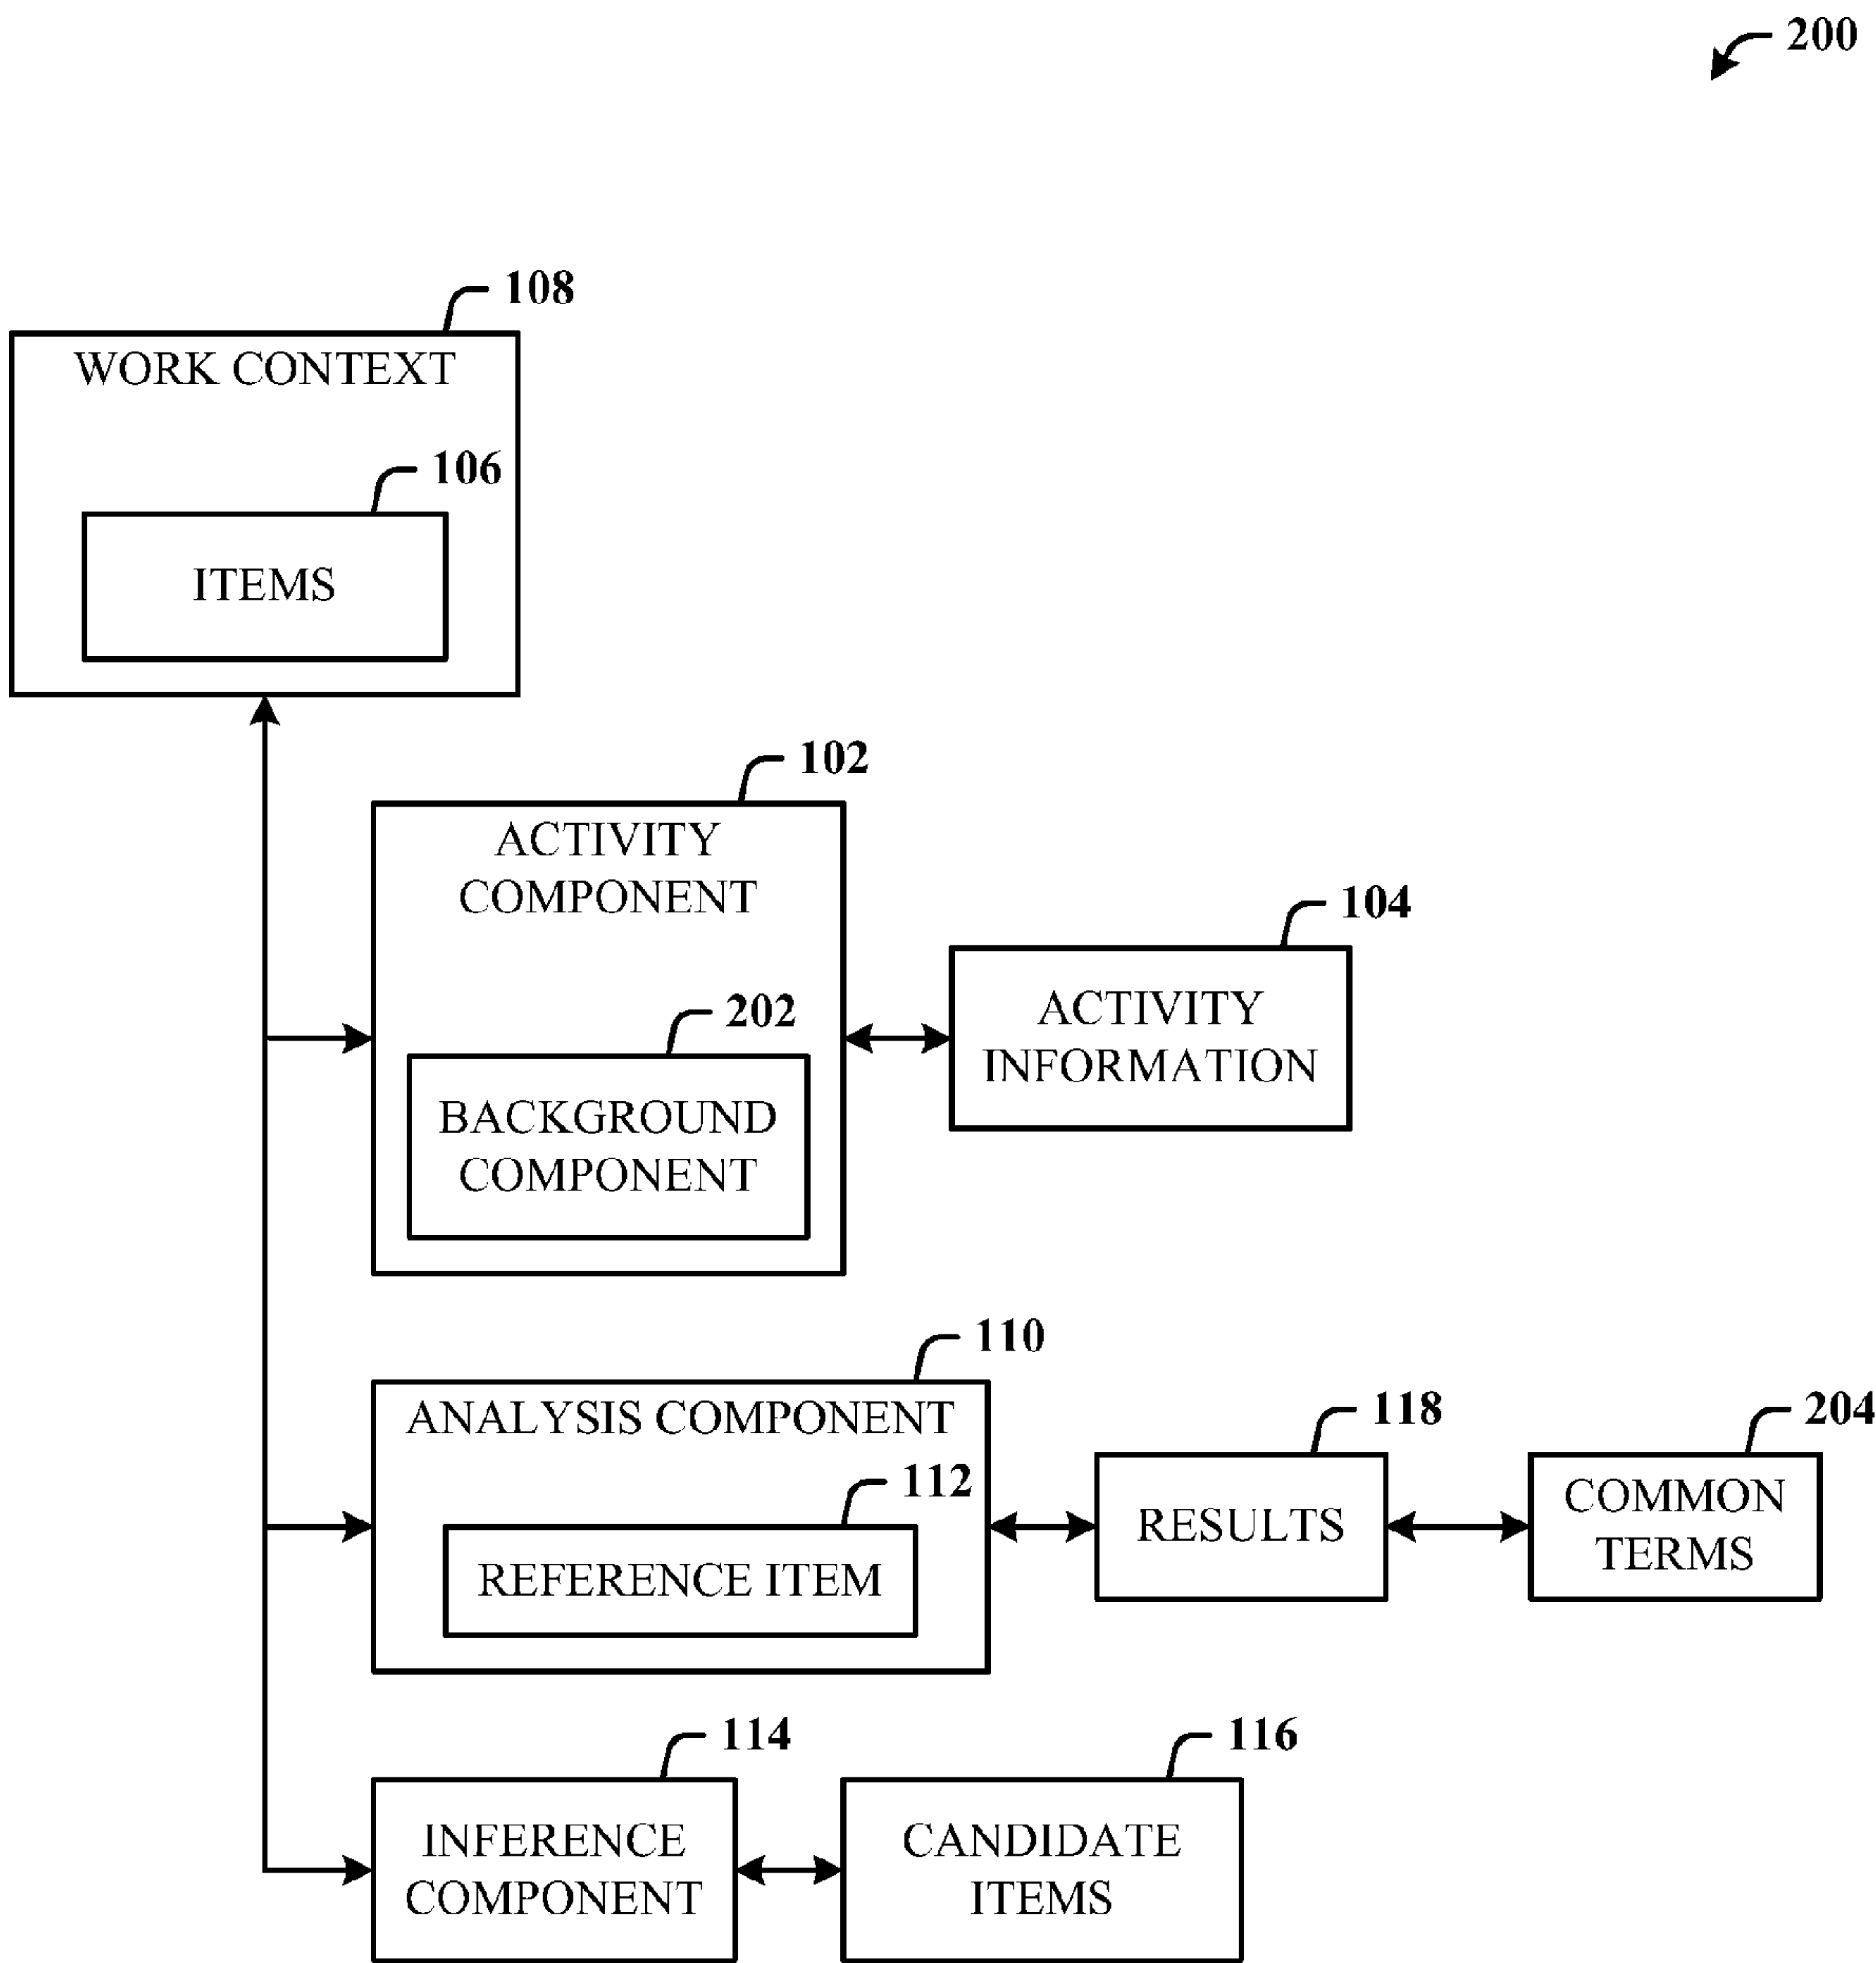 200
108
WORK CONTEXT
106
ITEMS
102
ACTIVITY
COMPONENT
104
ACTIVITY
INFORMATION
202
BACKGROUND
COMPONENT
110
ANALYSIS COMPONENT
112
REFERENCE ITEM
118
RESULTS
204
COMMON
TERMS
114
INFERENCE
COMPONENT
116
CANDIDATE
ITEMS